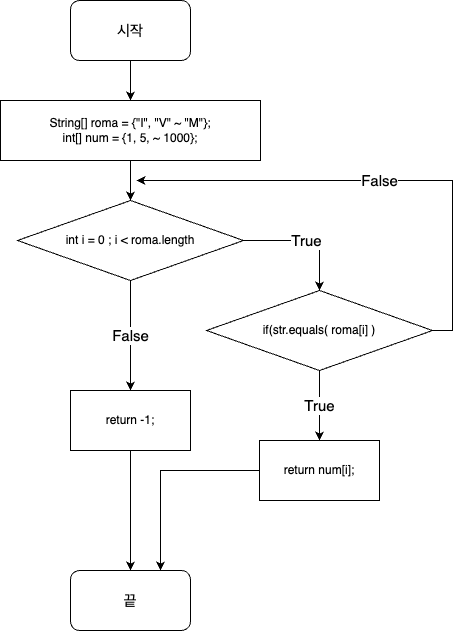 시작
String[] roma = {"I", "V" ~ "M"};
int[] num = {1, 5, ~ 1000};
False
int i = 0 ; i < roma.length
True
if(str.equals( roma[i] )
False
True
return -1;
return num[i];
끝